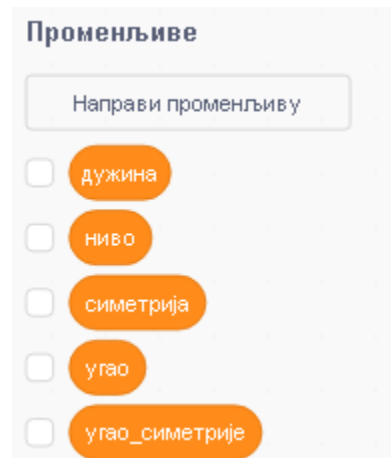 Променљиве
Направи променљиву
дужина
ниво
симетрија
угао
угао_симетрије